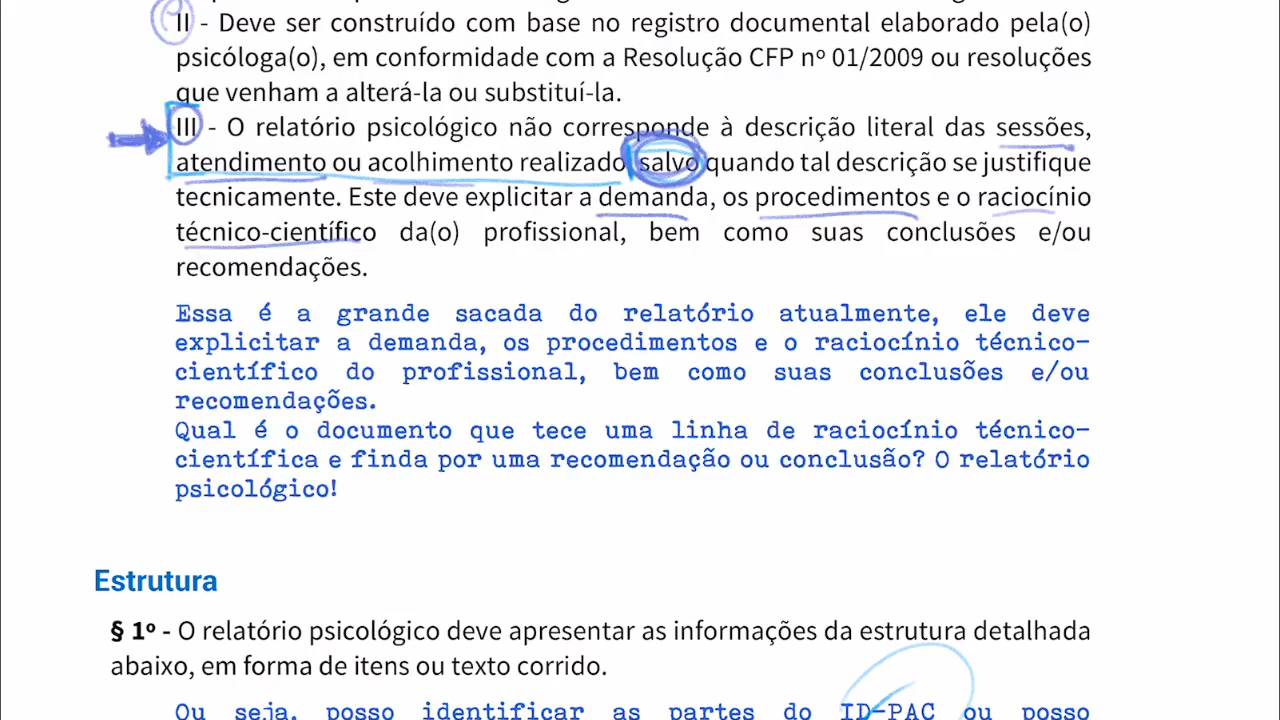 II - Deve ser construído com base no registro documental elaborado pela(o)
psicóloga(o), em conformidade com a Resolução CFP nº 01/2009 ou resoluções
que venham a alterá-la ou substituí-la.
III - O relatório psicológico não corresponde à descrição literal das sessões,
atendimento ou acolhimento realizado, salvo quando tal descrição se justifique
tecnicamente. Este deve explicitar a demanda, os procedimentos e o raciocínio
técnico-científico da(o) profissional, bem como suas conclusões e/ou
recomendações.
Essa é a grande sacada do relatório atualmente, ele deve
explicitar a demanda, os procedimentos e o raciocínio técnico-
científico do profissional, bem como suas conclusões e/ou
recomendações.
Qual é o documento que tece uma linha de raciocínio técnico-
científica e finda por uma recomendação ou conclusão? O relatório
psicológico!
Estrutura
§ 1º - O relatório psicológico deve apresentar as informações da estrutura detalhada
abaixo, em forma de itens ou texto corrido.
Ou seja, posso identificar as partes do ID-PAC ou posso